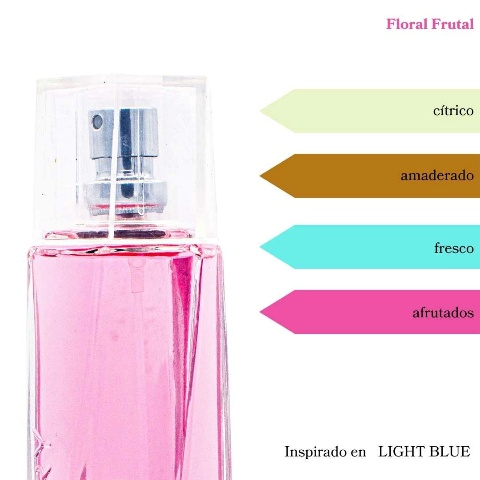 Floral Frutal
cítrico
amaderado
fresco
afrutados
Inspirado en LIGHT BLUE